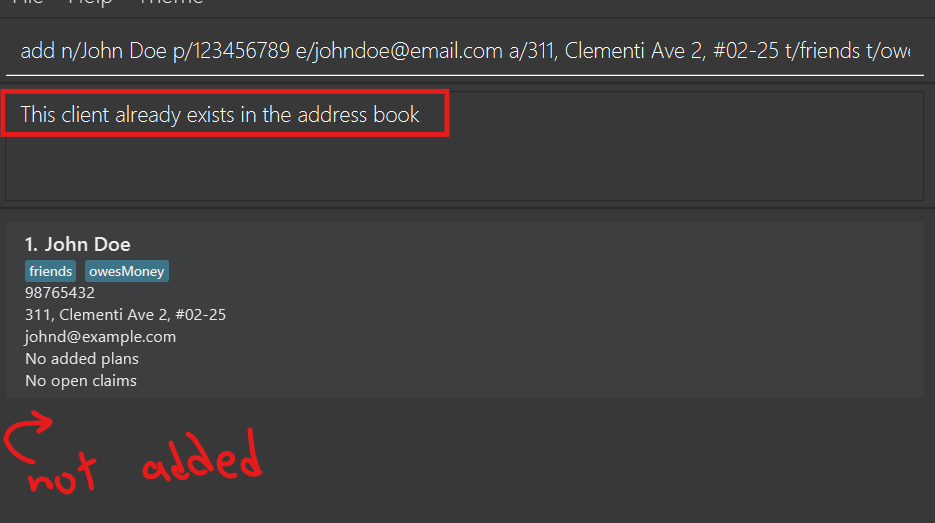 File Help Theme
add n/John Doe p/123456789 e/johndoe@email.com a/311, Clementi Ave 2, #02-25 t/friends t/owe
This client already exists in the address book
1. John Doe
friends owesMoney
98765432
311, Clementi Ave 2, #02-25
johnd@example.com
No added plans
No open claims
not added